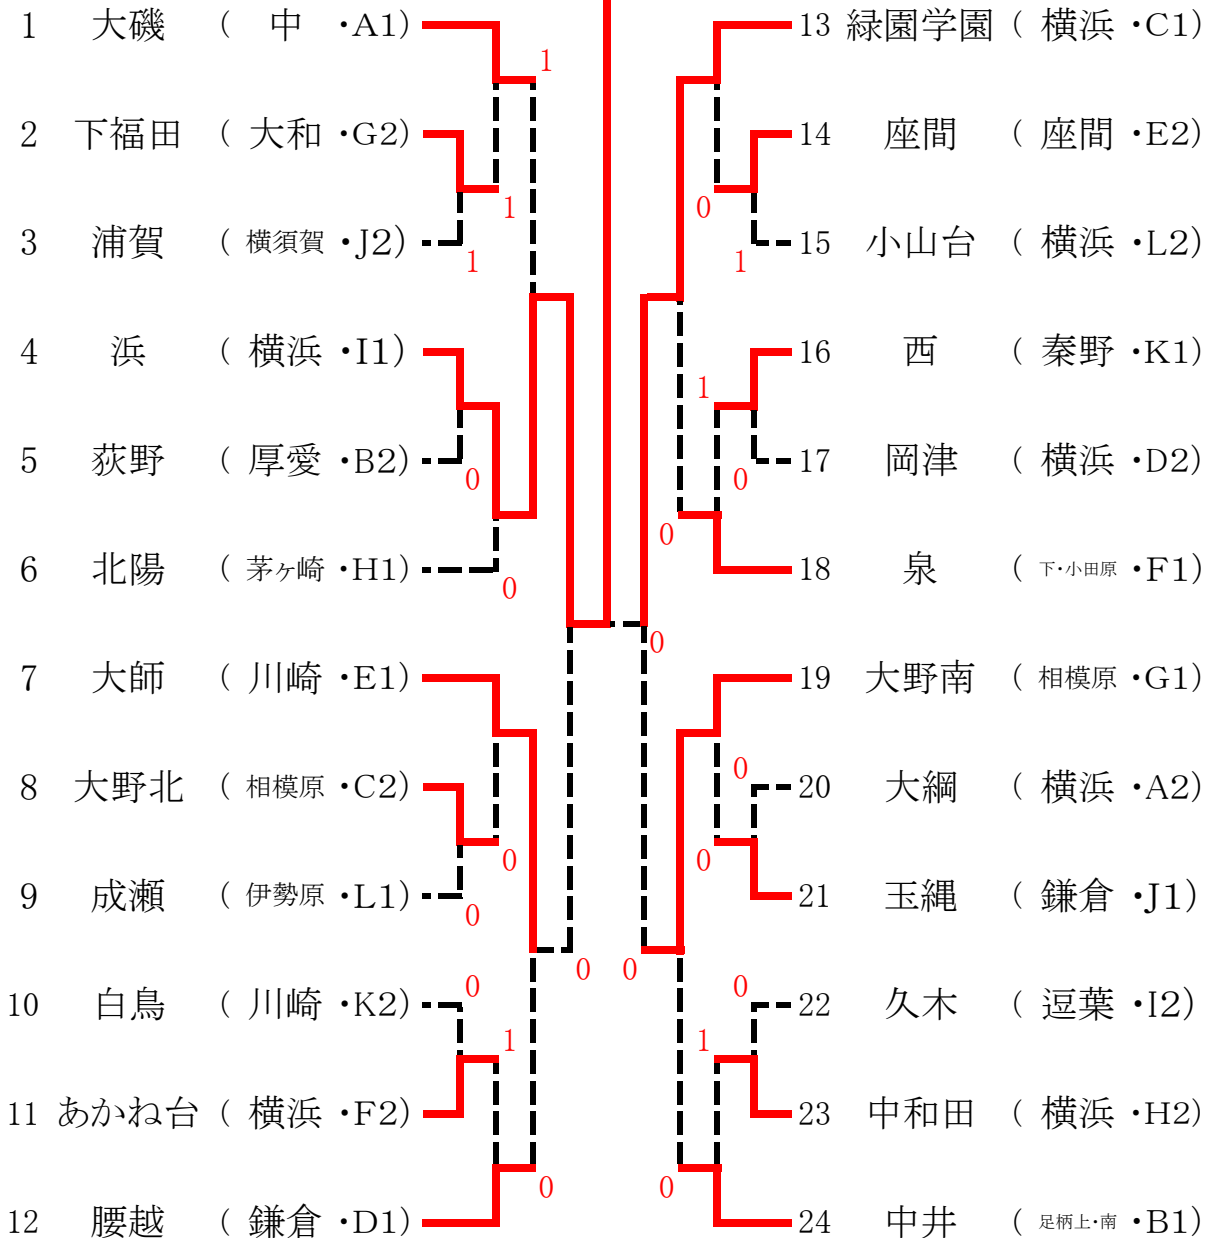 1 大磯 ( 中 ・A1)
1
2 下福田 ( 大和 ・G2)
1
3 浦賀 ( 横須賀 ・J2)
1
4 浜 ( 横浜 ・I1)
5 荻野 ( 厚愛 ・B2)
0
6 北陽 ( 茅ヶ崎 ・H1)
0
7 大師 ( 川崎 ・E1)
8 大野北 ( 相模原 ・C2)
0
9 成瀬 ( 伊勢原 ・L1)
0
0
0
10 白鳥 ( 川崎 ・K2)
1
11 あかね台 ( 横浜 ・F2)
0
12 腰越 ( 鎌倉 ・D1)
13 緑園学園 ( 横浜 ・C1)
14 座間 ( 座間 ・E2)
0
15 小山台 ( 横浜 ・L2)
1
16 西 ( 秦野 ・K1)
1
17 岡津 ( 横浜 ・D2)
0
0
18 泉 ( 下・小田原 ・F1)
0
19 大野南 ( 相模原 ・G1)
0
20 大綱 ( 横浜 ・A2)
0
21 玉縄 ( 鎌倉 ・J1)
0
0
22 久木 ( 逗葉 ・I2)
1
23 中和田 ( 横浜 ・H2)
0
24 中井 ( 足柄上・南 ・B1)